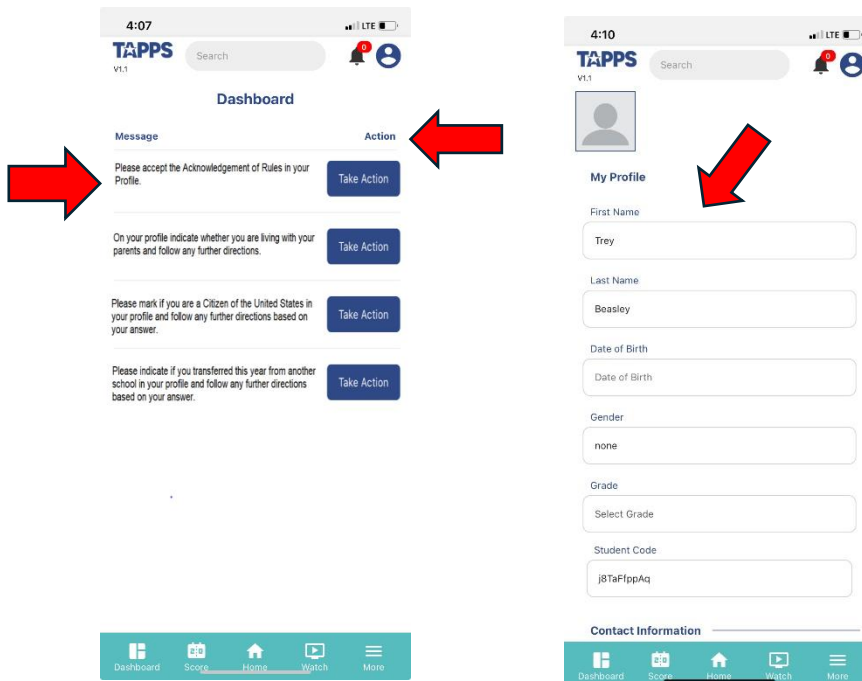 4:07
LTE
TAPPS
V1.1
Search
0
Dashboard
Message Action
Please accept the Acknowledgement of Rules in your
Profile.
Take Action
On your profile indicate whether you are living with your
parents and follow any further directions.
Take Action
Please mark if you are a Citizen of the United States in
your profile and follow any further directions based on
your answer.
Take Action
Please indicate if you transferred this year from another
school in your profile and follow any further directions
based on your answer.
Take Action
Dashboard Score Home Watch More
4:10
LTE
TAPPS
V1.1
Search
0
My Profile
First Name
Trey
Last Name
Beasley
Date of Birth
Date of Birth
Gender
none
Grade
Select Grade
Student Code
j8TaFfppAq
Contact Information
Dashboard Score Home Watch More